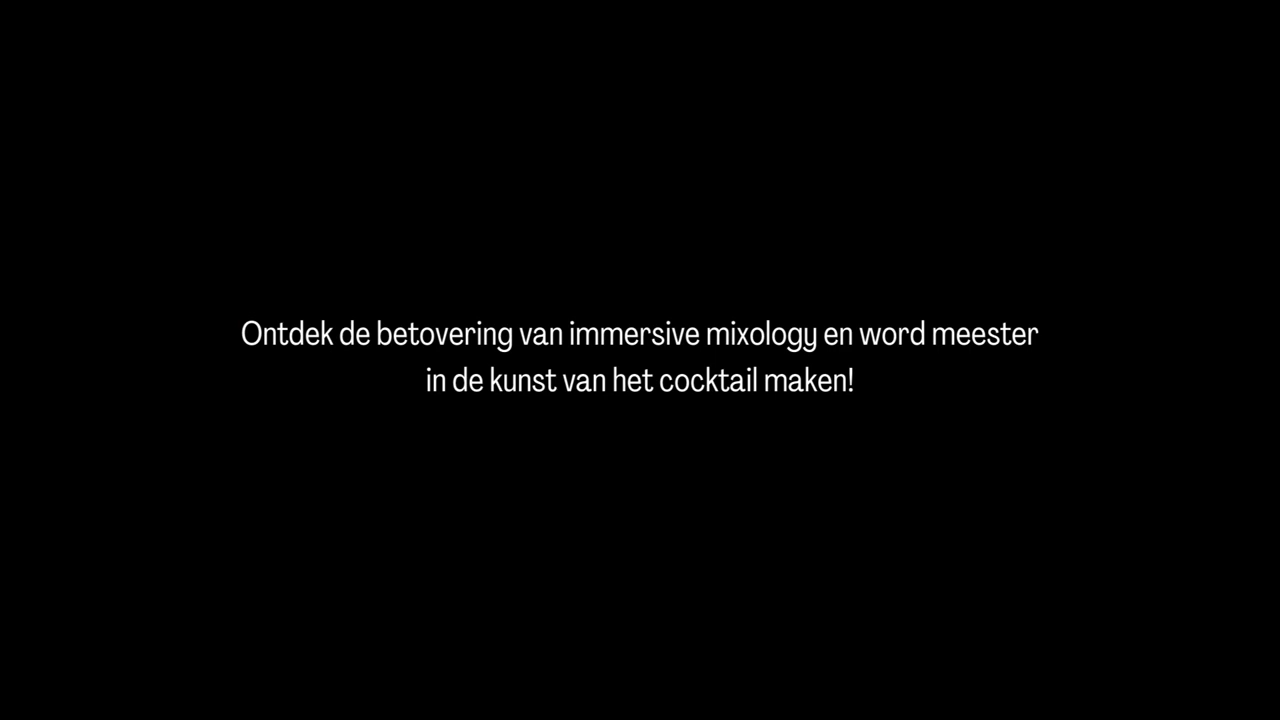 Ontdek de betovering van immersive mixology en word meester
in de kunst van het cocktail maken!